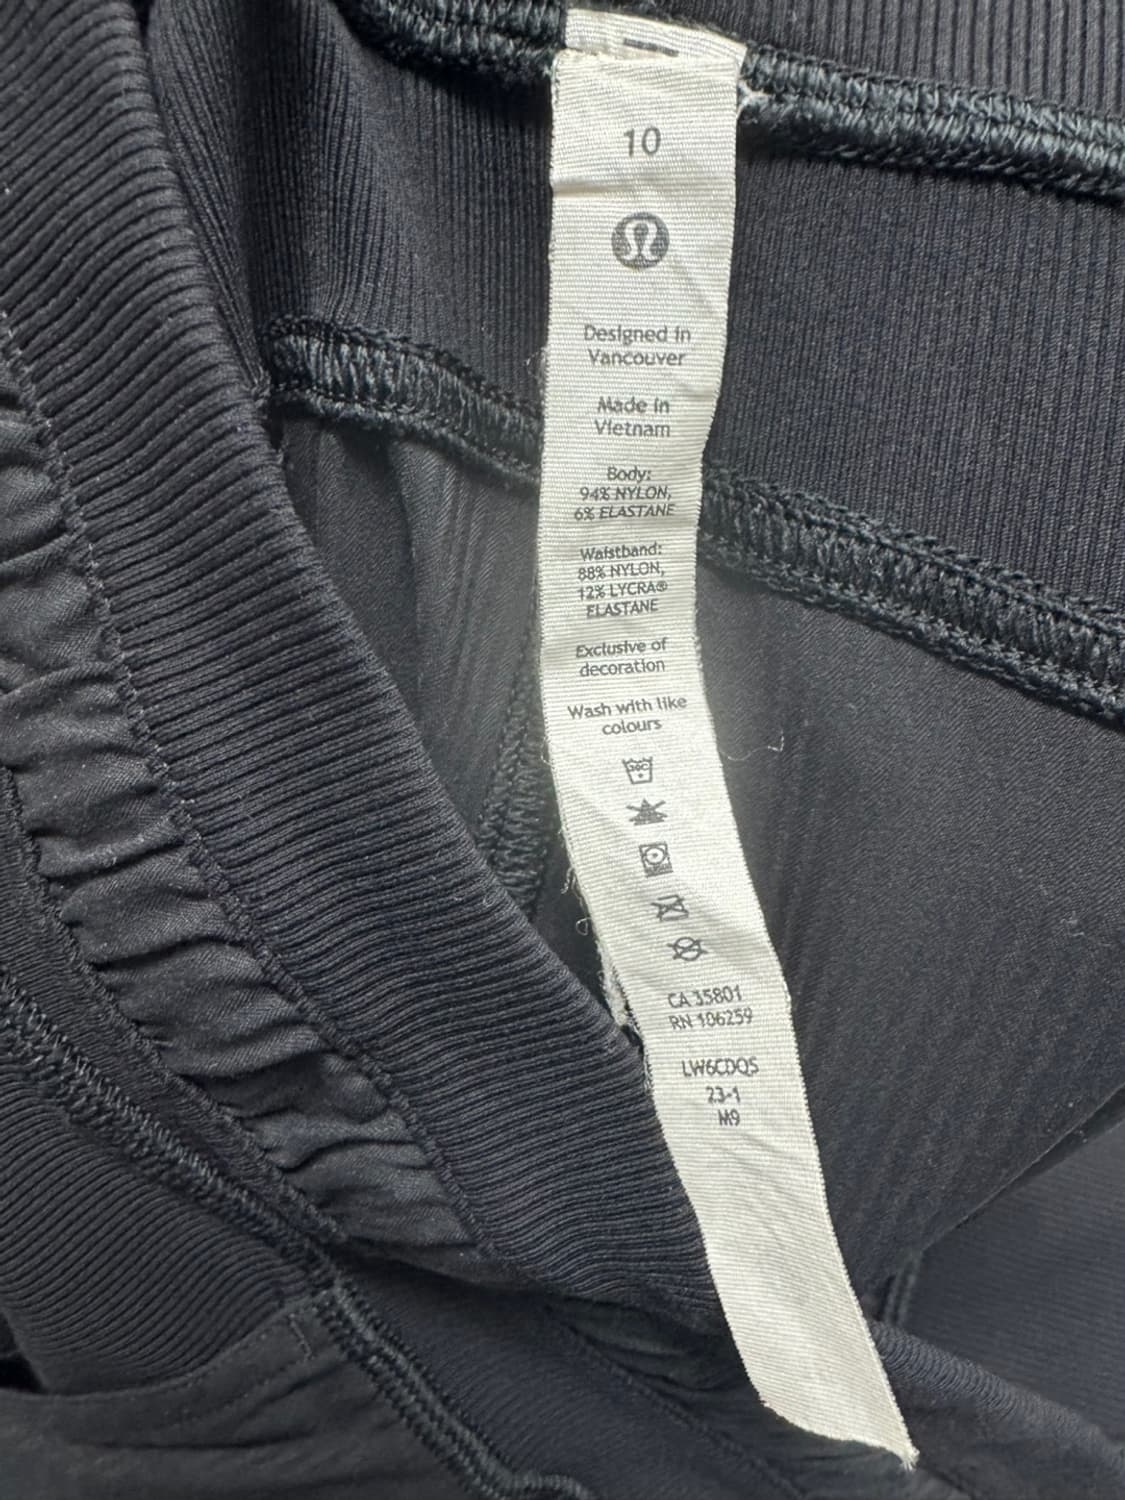 10
Designed in
Vancouver
Made in
Vietnam
Body:
94% NYLON,
6% ELASTANE
Waistband:
88% NYLON,
12% LYCRA®
ELASTANE
Exclusive of
decoration
Wash with like
colours
30C
CA 35801
RN 106259
LW6CDQS
23-1
M9